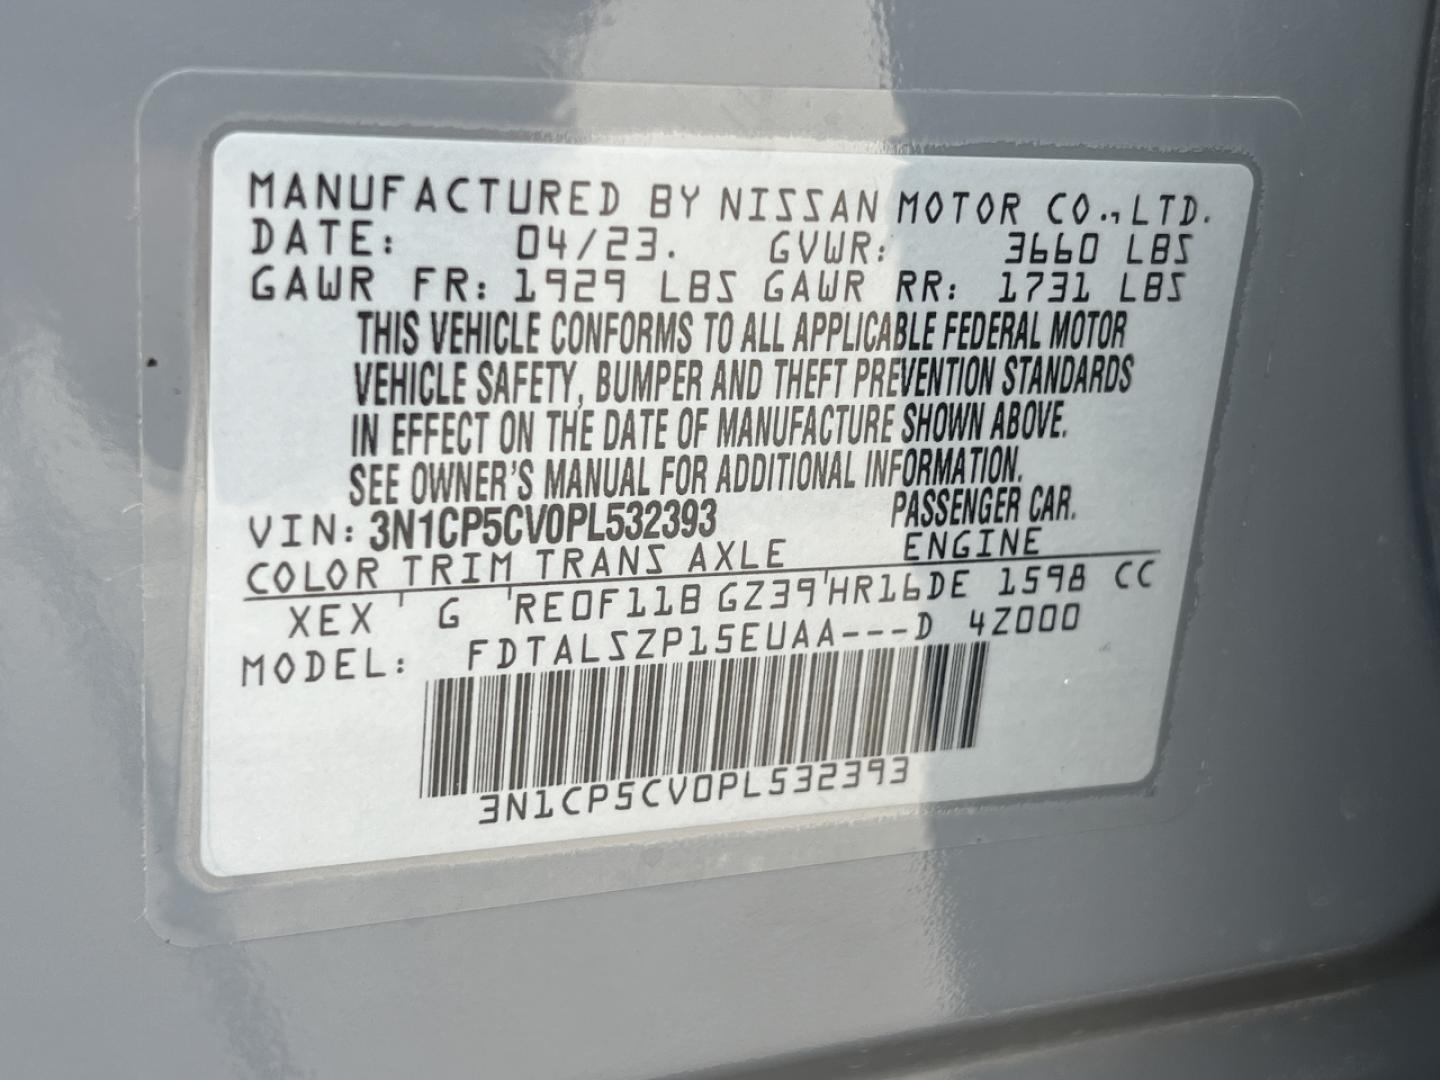 MANUFACTURED BY NISSAN MOTOR CO., LTD.
DATE: 04/23. GVWR: 3660 LBS
GAWR FR: 1929 LBS GAWR RR: 1731 LBS
THIS VEHICLE CONFORMS TO ALL APPLICABLE FEDERAL MOTOR
VEHICLE SAFETY, BUMPER AND THEFT PREVENTION STANDARDS
IN EFFECT ON THE DATE OF MANUFACTURE SHOWN ABOVE.
SEE OWNER'S MANUAL FOR ADDITIONAL INFORMATION.
VIN: 3N1CP5CV0PL532393 PASSENGER CAR.
COLOR TRIM TRANS AXLE ENGINE
XEX ' G 'RE0F11B GZ39'HR16DE 1598 CC
MODEL: FDTALSZP15EUAA---D 4Z000
3N1CP5CV0PL532393